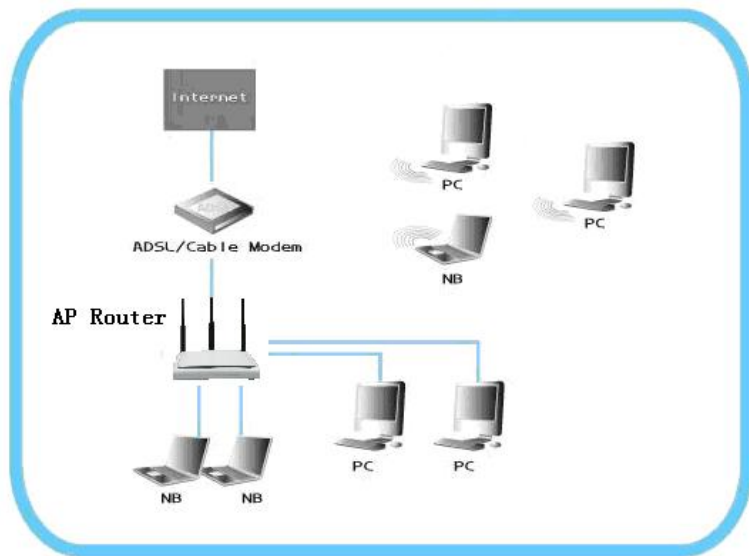 Internet
PC
PC
ADSL/Cable Modem
NB
AP Router
PC
PC
NB
NB